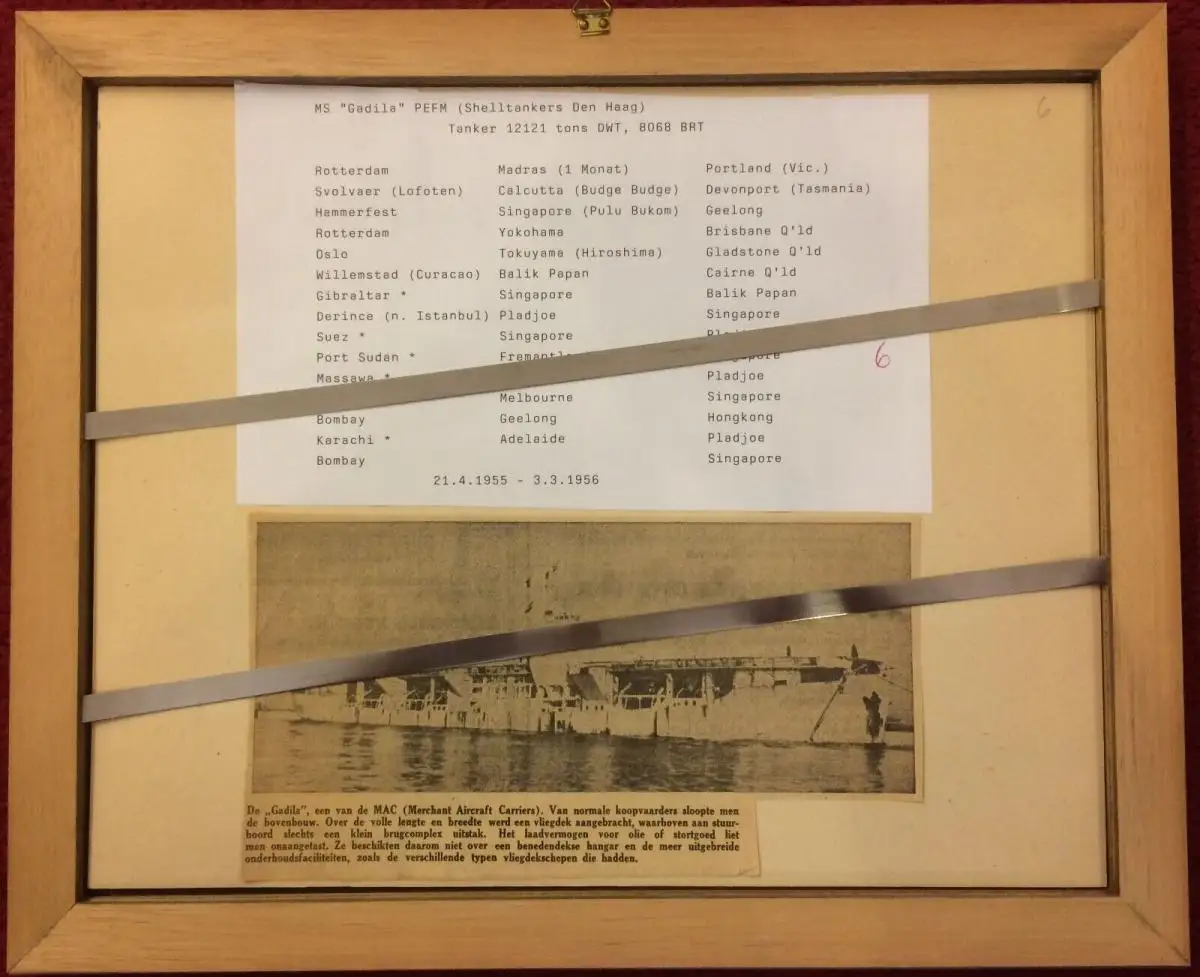 MS "Gadila" PEFM (Shelltankers Den Haag)
Tanker 12121 tons DWT, 8068 BRT
Rotterdam
Svolvaer (Lofoten)
Hammerfest
Rotterdam
Oslo
Willemstad (Curacao)
Gibraltar *
Derince (n. Istanbul)
Suez *
Port Sudan *
Massawa *
Bombay
Karachi *
Bombay
Madras (1 Monat)
Calcutta (Budge Budge)
Singapore (Pulu Bukom)
Yokohama
Tokuyama (Hiroshima)
Balik Papan
Singapore
Pladjoe
Singapore
Melbourne
Geelong
Adelaide
Portland (Vic.)
Devonport (Tasmania)
Geelong
Brisbane Q'ld
Gladstone Q'ld
Cairne Q'ld
Balik Papan
Singapore
Pladjoe
Singapore
Hongkong
Pladjoe
Singapore
21.4.1955 - 3.3.1956
6
6
De „Gadila", een van de MAC (Merchant Aircraft Carriers). Van normale koopvaarders sloopte men
de bovenbouw. Over de volle lengte en breedte werd een vliegdek aangebracht, waarboven aan stuur-
boord slechts een klein brugcomplex uitstak. Het laadvermogen voor olie of stortgoed liet
men onaangetast. Ze beschikten daarom niet over een benedendekse hangar en de meer uitgebreide
onderhoudsfaciliteiten, zoals de verschillende typen vliegdekschepen die hadden.